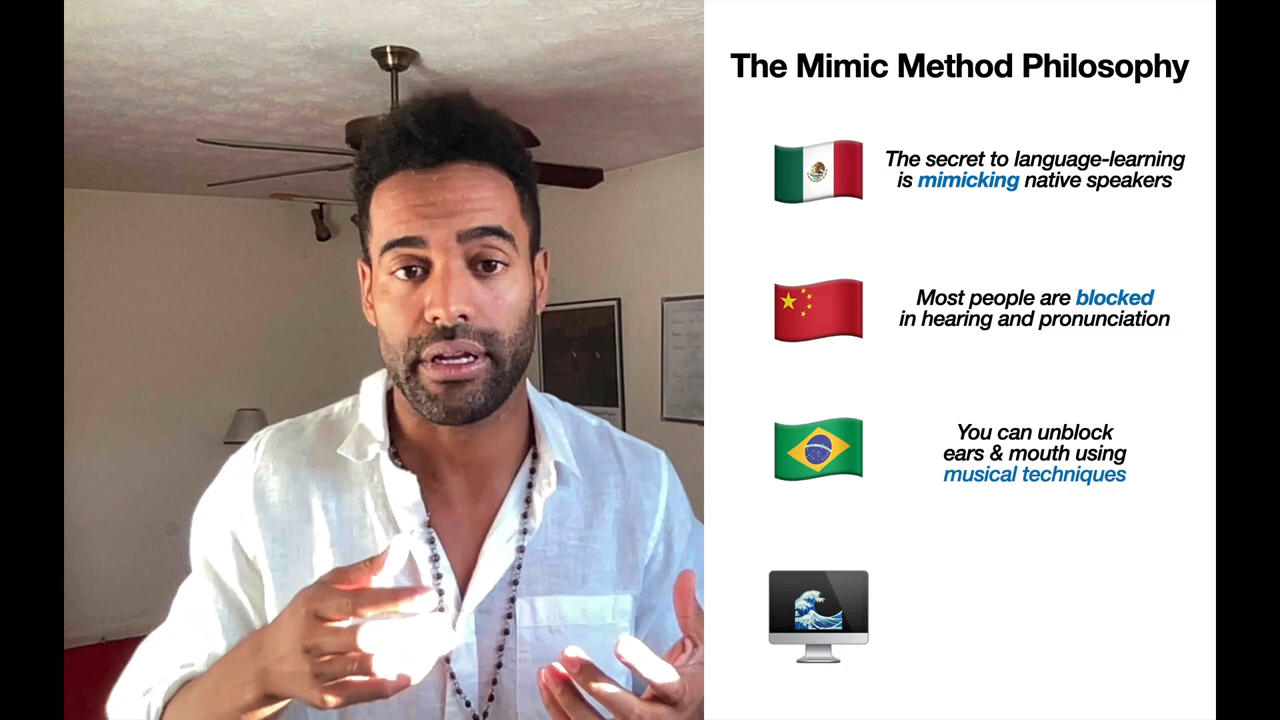 The Mimic Method Philosophy
The secret to language-learning
is mimicking native speakers
Most people are blocked
in hearing and pronunciation
You can unblock
ears & mouth using
musical techniques